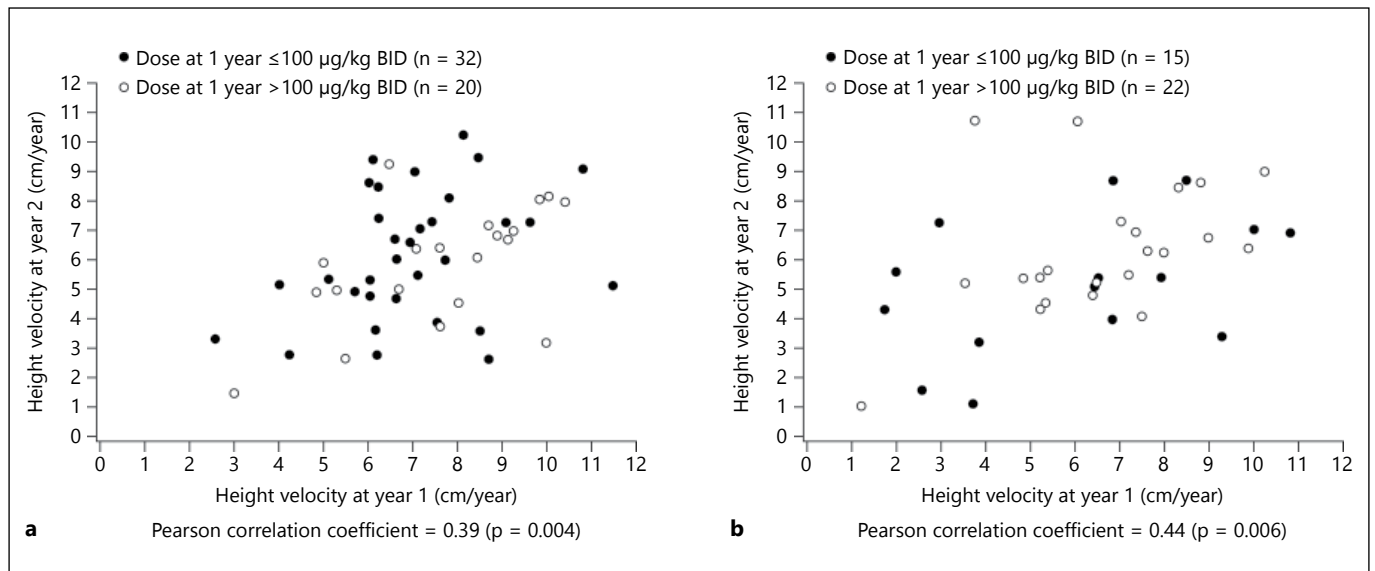 Dose at 1 year ≤100 µg/kg BID (n = 32)
Dose at 1 year >100 µg/kg BID (n = 20)
12
11
10
9
8
7
6
5
4
3
2
1
0
Height velocity at year 2 (cm/year)
0 1 2 3 4 5 6 7 8 9 10 11 12
Height velocity at year 1 (cm/year)
a
Pearson correlation coefficient = 0.39 (p = 0.004)
Dose at 1 year ≤100 µg/kg BID (n = 15)
Dose at 1 year >100 µg/kg BID (n = 22)
12
11
10
9
8
7
6
5
4
3
2
1
0
Height velocity at year 2 (cm/year)
0 1 2 3 4 5 6 7 8 9 10 11 12
Height velocity at year 1 (cm/year)
b
Pearson correlation coefficient = 0.44 (p = 0.006)